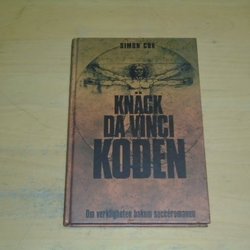 SIMON COX
KNÄCK
DA VINCI
KODEN
Om verkligheten bakom succéromanen